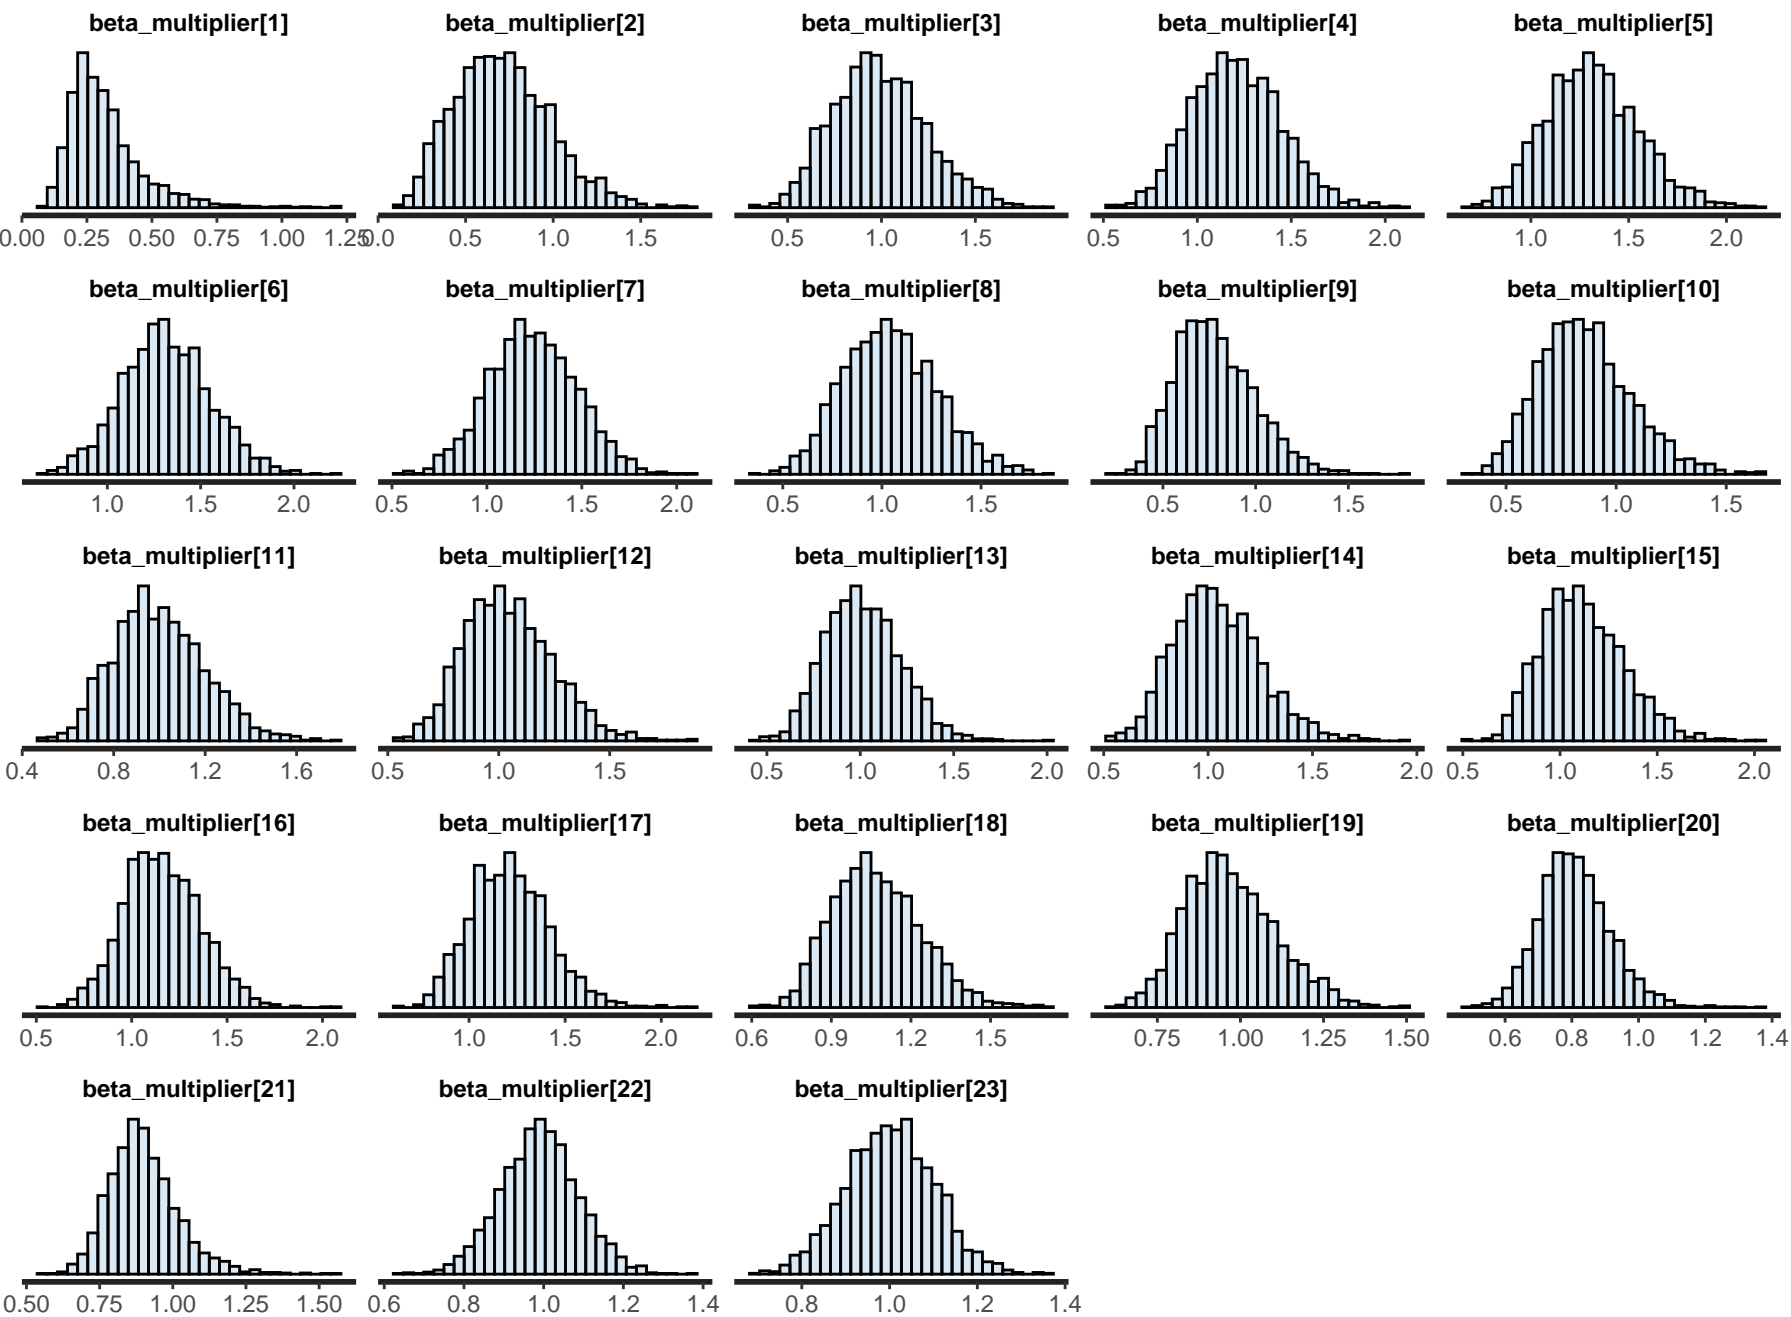 beta_multiplier[1] beta_multiplier[2] beta_multiplier[3] beta_multiplier[4] beta_multiplier[5]
0.00 0.25 0.50 0.75 1.00 1.25 0.0 0.5 1.0 1.5 0.5 1.0 1.5 0.5 1.0 1.5 2.0 1.0 1.5 2.0
beta_multiplier[6] beta_multiplier[7] beta_multiplier[8] beta_multiplier[9] beta_multiplier[10]
1.0 1.5 2.0 0.5 1.0 1.5 2.0 0.5 1.0 1.5 0.5 1.0 1.5 0.5 1.0 1.5
beta_multiplier[11] beta_multiplier[12] beta_multiplier[13] beta_multiplier[14] beta_multiplier[15]
0.4 0.8 1.2 1.6 0.5 1.0 1.5 0.5 1.0 1.5 2.0 0.5 1.0 1.5 2.0 0.5 1.0 1.5 2.0
beta_multiplier[16] beta_multiplier[17] beta_multiplier[18] beta_multiplier[19] beta_multiplier[20]
0.5 1.0 1.5 2.0 1.0 1.5 2.0 0.6 0.9 1.2 1.5 0.75 1.00 1.25 1.50 0.6 0.8 1.0 1.2 1.4
beta_multiplier[21] beta_multiplier[22] beta_multiplier[23]
0.50 0.75 1.00 1.25 1.50 0.6 0.8 1.0 1.2 1.4 0.8 1.0 1.2 1.4